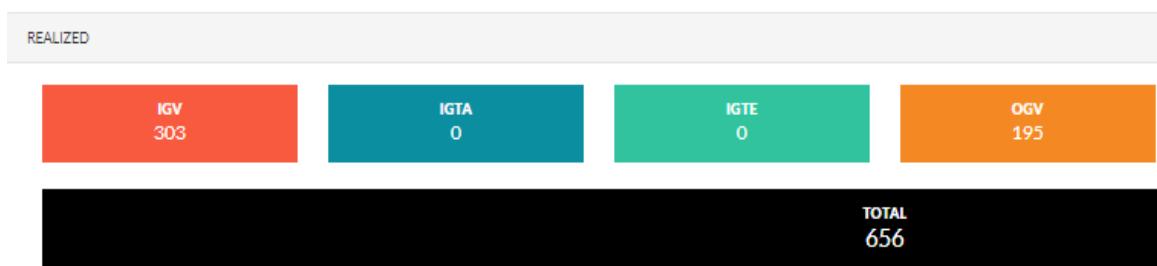 REALIZED
IGV
303
IGTA
0
IGTE
0
OGV
195
TOTAL
656